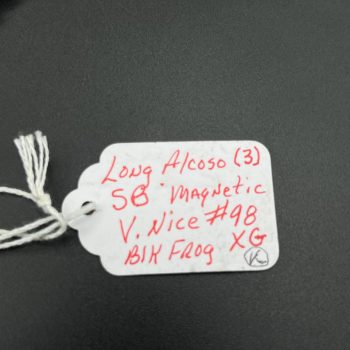 Long Alcoso (3)
SB Magnetic
V. Nice #98
Blk Frog XG
K